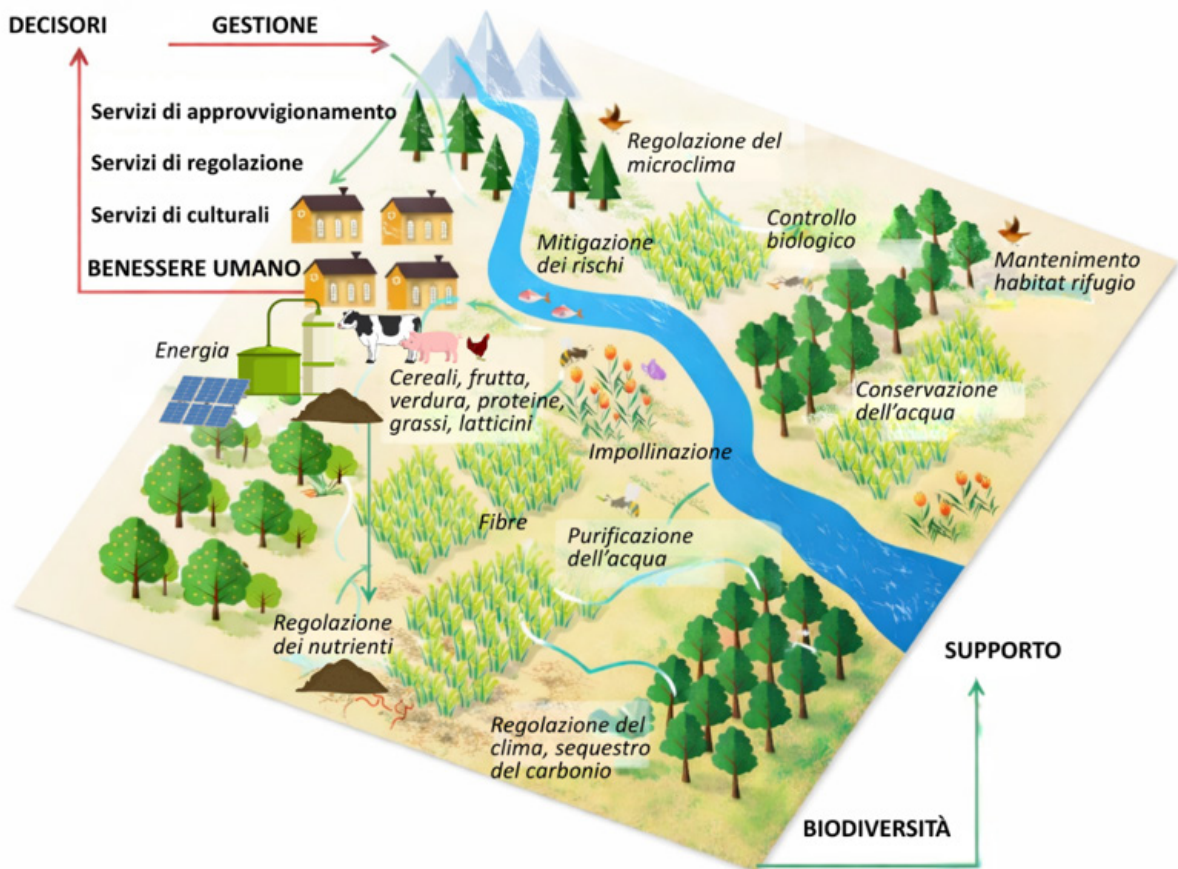 DECISORI
GESTIONE
Servizi di approvvigionamento
Servizi di regolazione
Servizi di culturali
BENESSERE UMANO
Regolazione del
microclima
Controllo
biologico
Mitigazione
dei rischi
Mantenimento
habitat rifugio
Energia
Cereali, frutta,
verdura, proteine,
grassi, latticini
Conservazione
dell'acqua
Impollinazione
Fibre
Purificazione
dell'acqua
Regolazione
dei nutrienti
SUPPORTO
Regolazione del
clima, sequestro
del carbonio
BIODIVERSITÀ